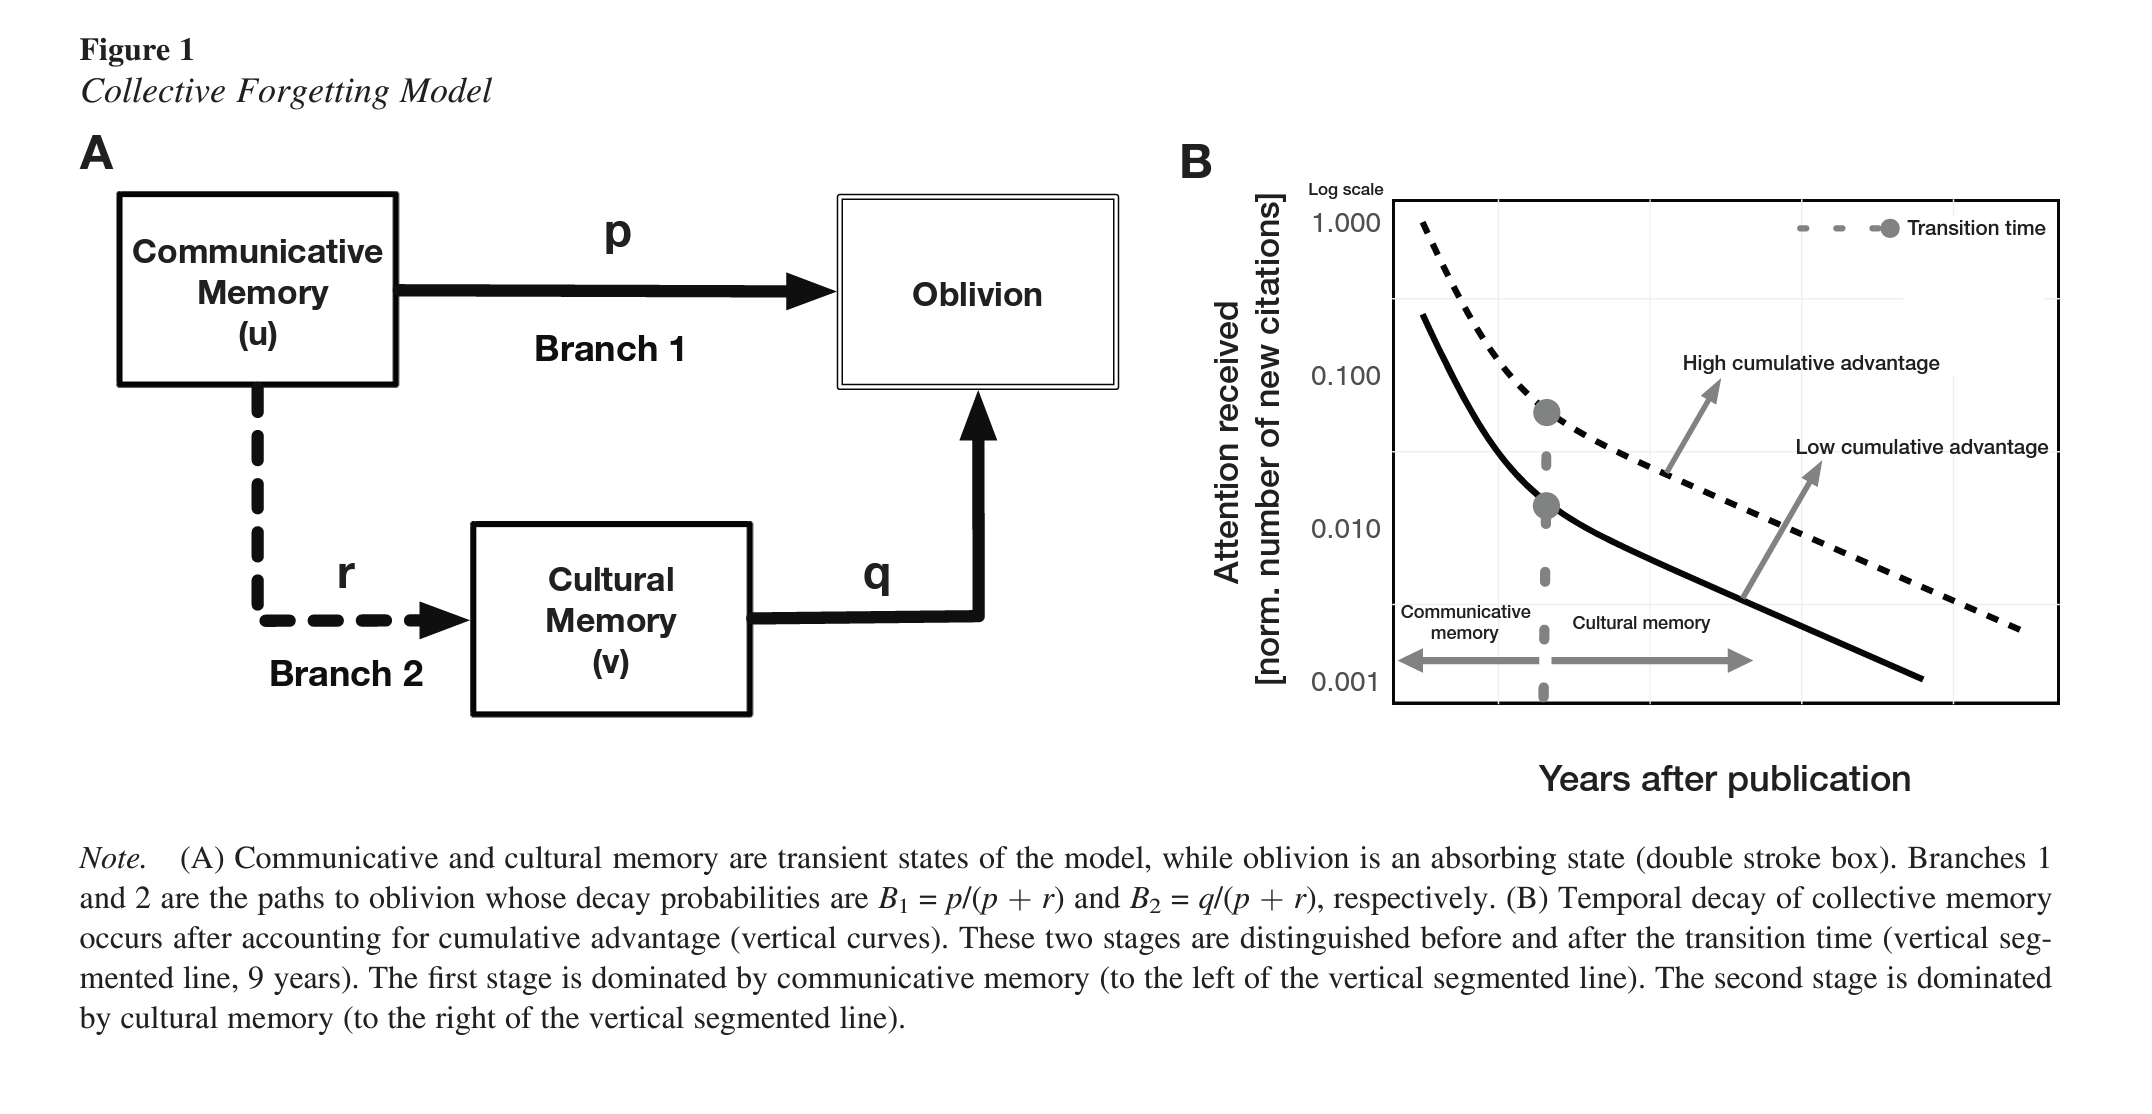 Figure 1
Collective Forgetting Model
A
Communicative
Memory
(u)
p
Branch 1
Oblivion
r
Branch 2
Cultural
Memory
(v)
q
B
Log scale
1.000
0.100
0.010
0.001
Attention received
[norm. number of new citations]
Transition time
High cumulative advantage
Low cumulative advantage
Communicative
memory
Cultural memory
Years after publication
Note. (A) Communicative and cultural memory are transient states of the model, while oblivion is an absorbing state (double stroke box). Branches 1
and 2 are the paths to oblivion whose decay probabilities are B₁ = p/(p + r) and B₂ = q/(p + r), respectively. (B) Temporal decay of collective memory
occurs after accounting for cumulative advantage (vertical curves). These two stages are distinguished before and after the transition time (vertical seg-
mented line, 9 years). The first stage is dominated by communicative memory (to the left of the vertical segmented line). The second stage is dominated
by cultural memory (to the right of the vertical segmented line).